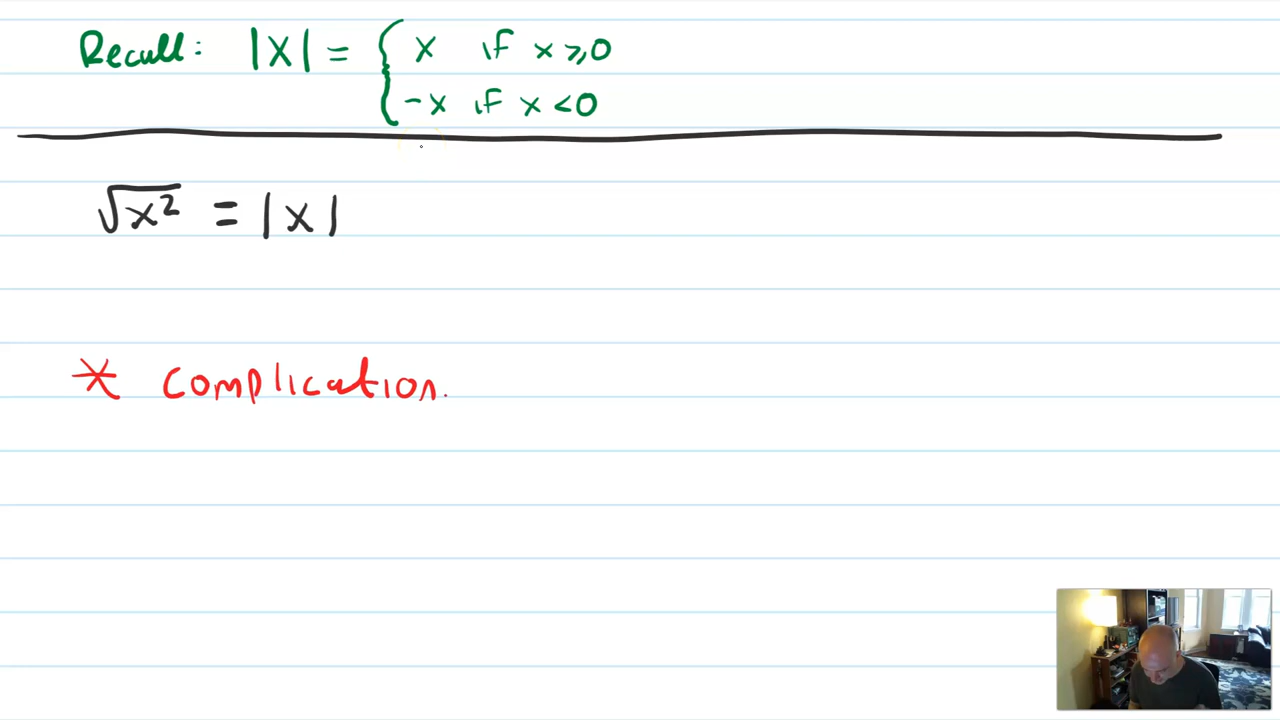 Recall: |x| = { x if x ≥ 0
-x if x < 0
√x² = |x|
* complication.